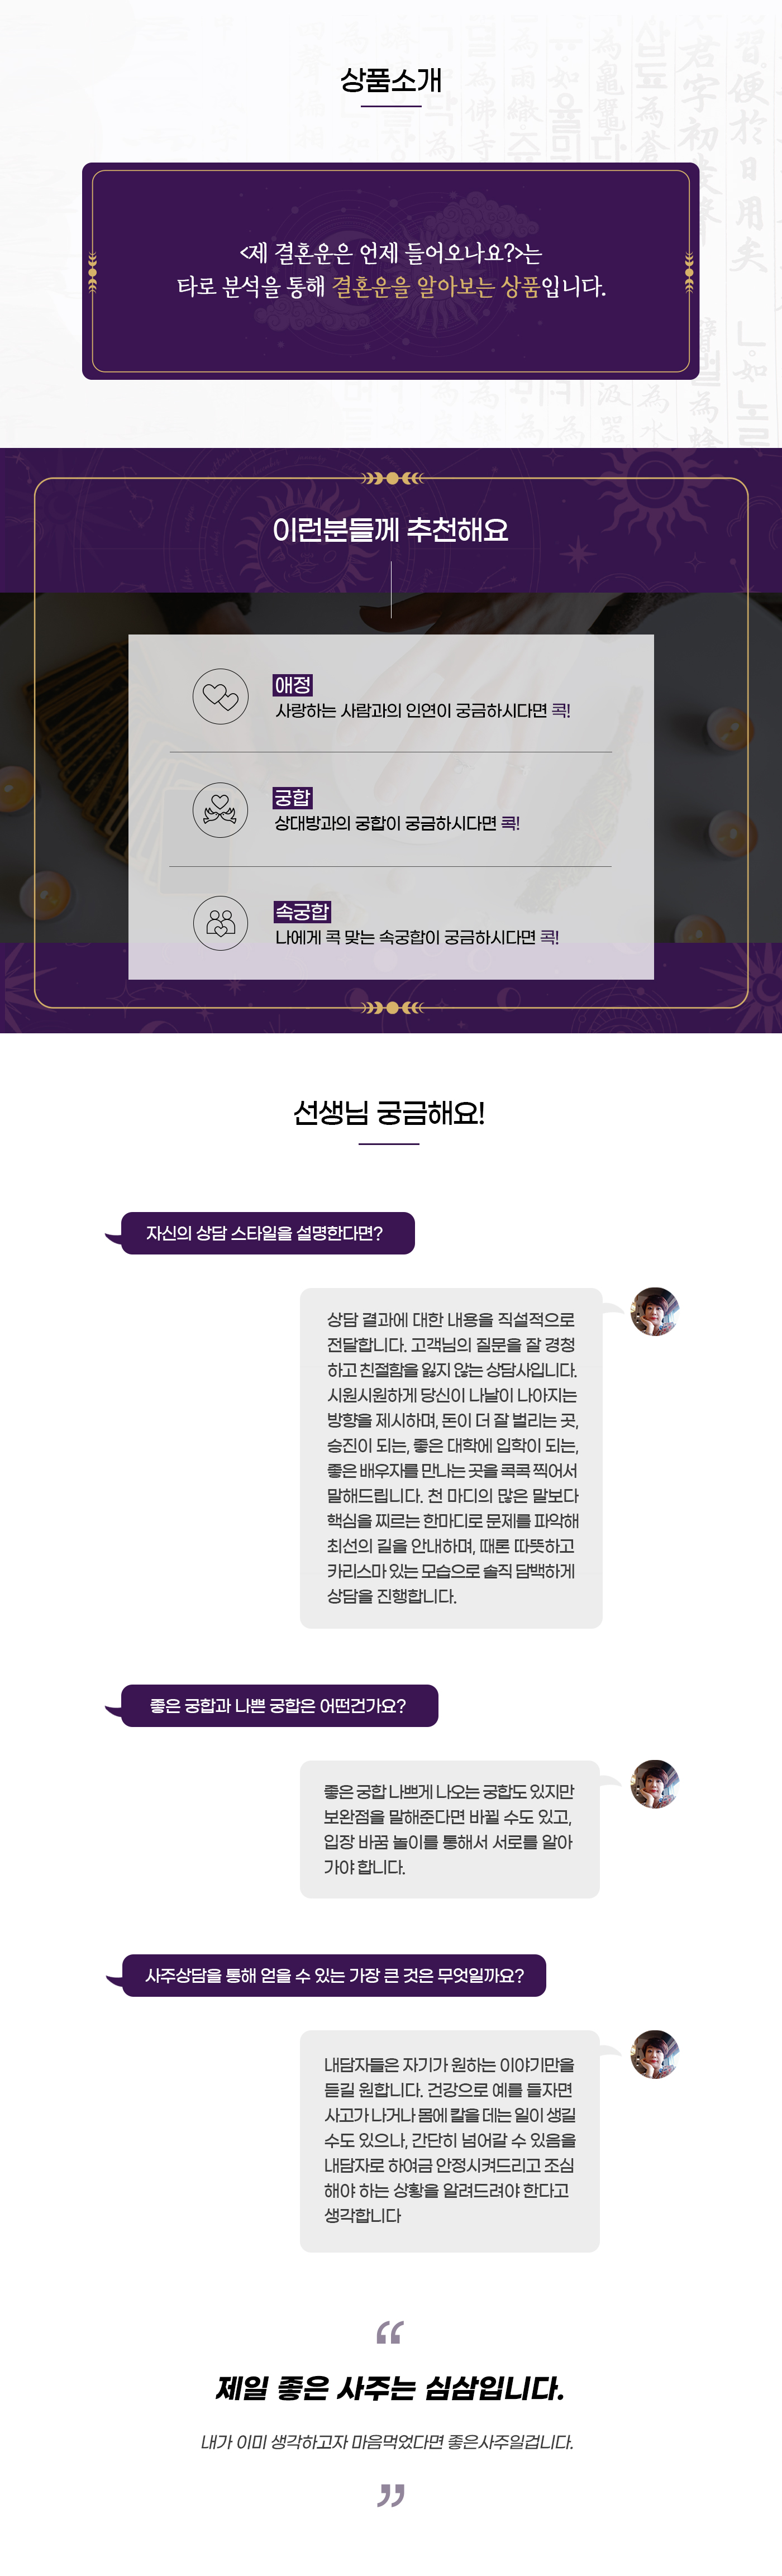 상품소개
<제 결혼운은 언제 들어오나요?>는
타로 분석을 통해 결혼운을 알아보는 상품입니다.
이런분들께 추천해요
애정
사랑하는 사람과의 인연이 궁금하시다면 콕!
궁합
상대방과의 궁합이 궁금하시다면 콕!
속궁합
나에게 콕 맞는 속궁합이 궁금하시다면 콕!
선생님 궁금해요!
자신의 상담 스타일을 설명한다면?
상담 결과에 대한 내용을 직설적으로
전달합니다. 고객님의 질문을 잘 경청
하고 친절함을 잃지 않는 상담사입니다.
시원시원하게 당신이 나날이 나아지는
방향을 제시하며, 돈이 더 잘 벌리는 곳,
승진이 되는, 좋은 대학에 입학이 되는,
좋은 배우자를 만나는 곳을 콕콕 찍어서
말해드립니다. 천 마디의 많은 말보다
핵심을 찌르는 한마디로 문제를 파악해
최선의 길을 안내하며, 때론 따뜻하고
카리스마 있는 모습으로 솔직 담백하게
상담을 진행합니다.
좋은 궁합과 나쁜 궁합은 어떤건가요?
좋은 궁합 나쁘게 나오는 궁합도 있지만
보완점을 말해준다면 바뀔 수도 있고,
입장 바꿈 놀이를 통해서 서로를 알아
가야 합니다.
사주상담을 통해 얻을 수 있는 가장 큰 것은 무엇일까요?
내담자들은 자기가 원하는 이야기만을
듣길 원합니다. 건강으로 예를 들자면
사고가 나거나 몸에 칼을 데는 일이 생길
수도 있으나, 간단히 넘어갈 수 있음을
내담자로 하여금 안정시켜드리고 조심
해야 하는 상황을 알려드려야 한다고
생각합니다
“
제일 좋은 사주는 심삼입니다.
내가 이미 생각하고자 마음먹었다면 좋은사주일겁니다.
”